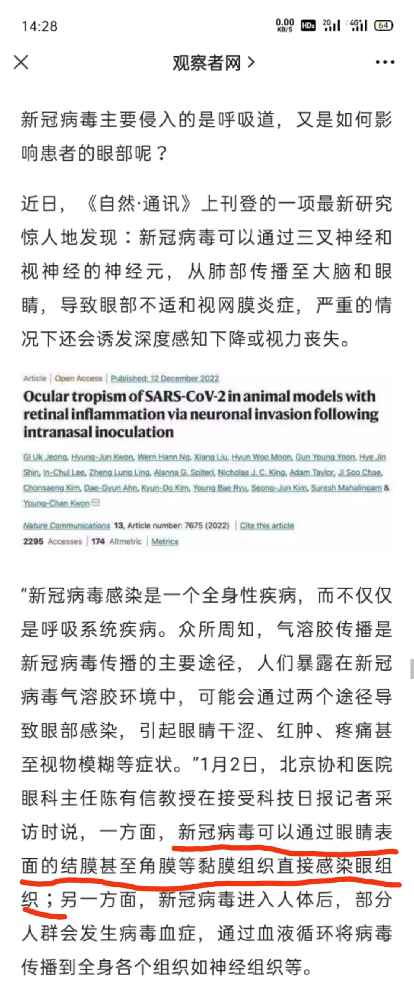 14:28
0.00
KB/S
HD2
2G
4G+
64
观察者网
新冠病毒主要侵入的是呼吸道，又是如何影
响患者的眼部呢？
近日，《自然·通讯》上刊登的一项最新研究
惊人地发现：新冠病毒可以通过三叉神经和
视神经的神经元，从肺部传播至大脑和眼
睛，导致眼部不适和视网膜炎症，严重的情
况下还会诱发深度感知下降或视力丧失。
Article | Open Access | Published: 12 December 2022
Ocular tropism of SARS-CoV-2 in animal models with
retinal inflammation via neuronal invasion following
intranasal inoculation
Gi Uk Jeong, Hyung-Jun Kwon, Wern Hann Ng, Xiang Liu, Hyun Woo Moon, Gun Young Yoon, Hye Jin
Shin, In-Chul Lee, Zheng Lung Ling, Alanna G. Spiteri, Nicholas J. C. King, Adam Taylor, Ji Soo Chae,
Chonsaeng Kim, Dae-Gyun Ahn, Kyun-Do Kim, Young Bae Ryu, Seong-Jun Kim, Suresh Mahalingam &
Young-Chan Kwon
Nature Communications 13, Article number: 7675 (2022) | Cite this article
2295 Accesses | 174 Altmetric | Metrics
“新冠病毒感染是一个全身性疾病，而不仅仅
是呼吸系统疾病。众所周知，气溶胶传播是
新冠病毒传播的主要途径，人们暴露在新冠
病毒气溶胶环境中，可能会通过两个途径导
致眼部感染，引起眼睛干涩、红肿、疼痛甚
至视物模糊等症状。”1月2日，北京协和医院
眼科主任陈有信教授在接受科技日报记者采
访时说，一方面，新冠病毒可以通过眼睛表
面的结膜甚至角膜等黏膜组织直接感染眼组
织；另一方面，新冠病毒进入人体后，部分
人群会发生病毒血症，通过血液循环将病毒
传播到全身各个组织如神经组织等。